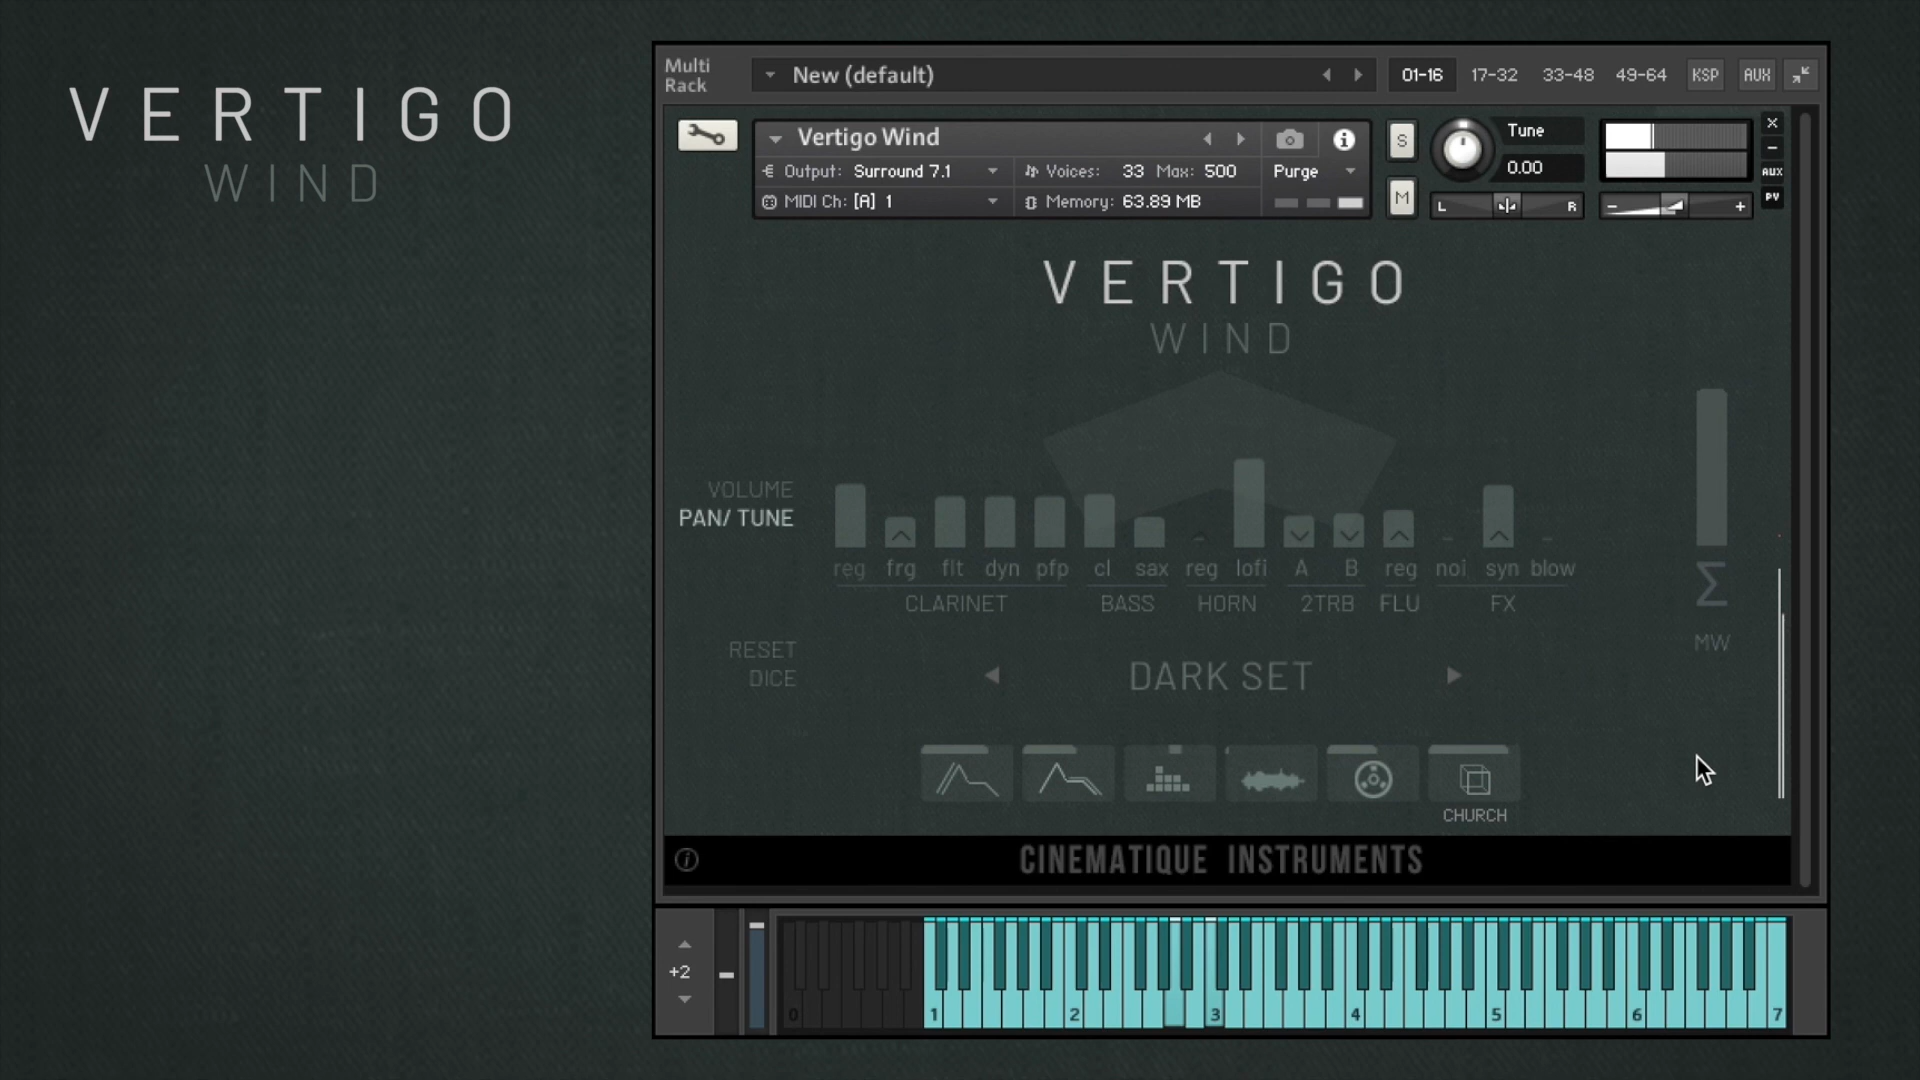 VERTIGO
WIND
Multi
Rack
New (default)
01-16
17-32
33-48
49-64
KSP
AUX
Vertigo Wind
S
Tune
0.00
X
Output: Surround 7.1
Voices: 33 Max: 500
Purge
AUX
MIDI Ch: [A] 1
Memory: 63.89 MB
M
L
R
PV
VERTIGO
WIND
VOLUME
PAN/ TUNE
reg frg flt dyn pfp cl sax reg lofi A B reg noi syn blow
CLARINET BASS HORN 2TRB FLU FX
Σ
MW
RESET
DICE
DARK SET
CHURCH
CINEMATIQUE INSTRUMENTS
+2
0 1 2 3 4 5 6 7